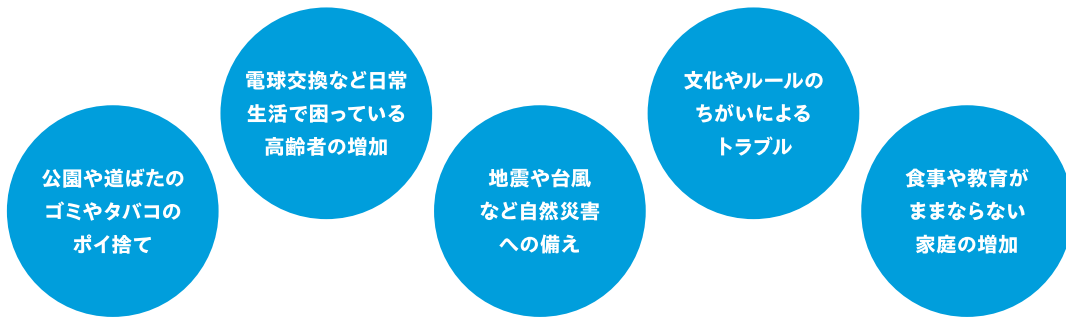 公園や道ばたの
ゴミやタバコの
ポイ捨て
電球交換など日常
生活で困っている
高齢者の増加
地震や台風
など自然災害
への備え
文化やルールの
ちがいによる
トラブル
食事や教育が
ままならない
家庭の増加